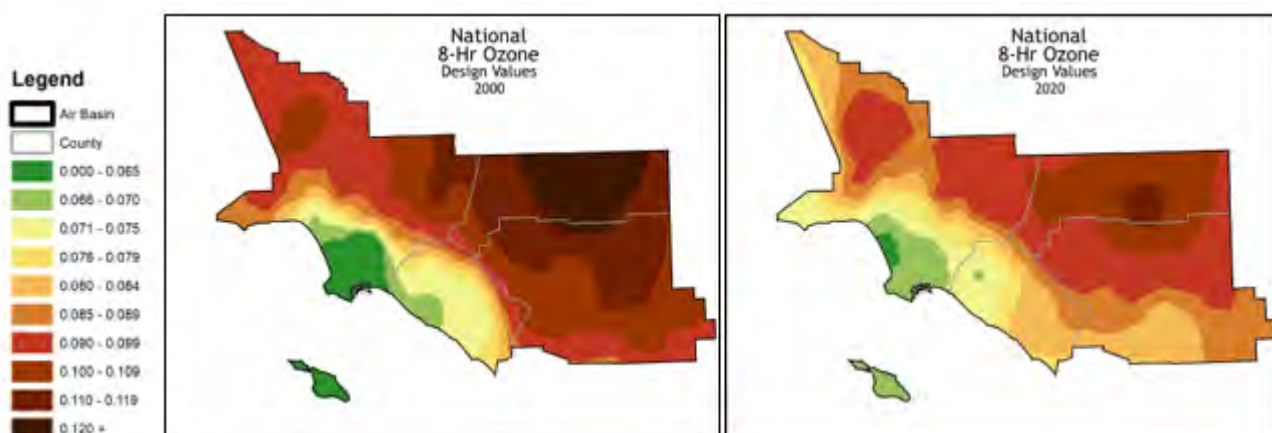 Legend
Air Basin
County
0.000 - 0.065
0.066 - 0.070
0.071 - 0.075
0.076 - 0.079
0.080 - 0.084
0.085 - 0.089
0.090 - 0.099
0.100 - 0.109
0.110 - 0.119
0.120 +
National
8-Hr Ozone
Design Values
2000
National
8-Hr Ozone
Design Values
2020